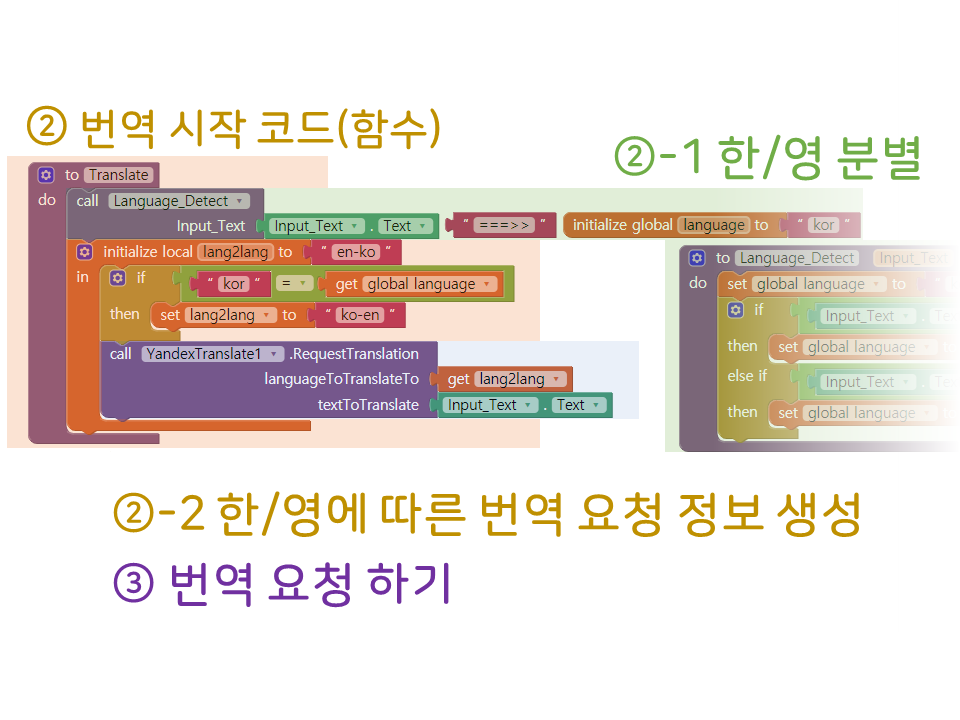 ② 번역 시작 코드(함수)
②-1 한/영 분별
to Translate
do call Language_Detect
Input_Text Input_Text . Text
" ===>> "
initialize global language to " kor "
initialize local lang2lang to " en-ko "
in if " kor " = get global language
then set lang2lang to " ko-en "
call YandexTranslate1 .RequestTranslation
languageToTranslateTo get lang2lang
textToTranslate Input_Text . Text
to Language_Detect Input_Text
do set global language to "
if Input_Text .
then set global language
else if Input_Text .
then set global language
②-2 한/영에 따른 번역 요청 정보 생성
③ 번역 요청 하기